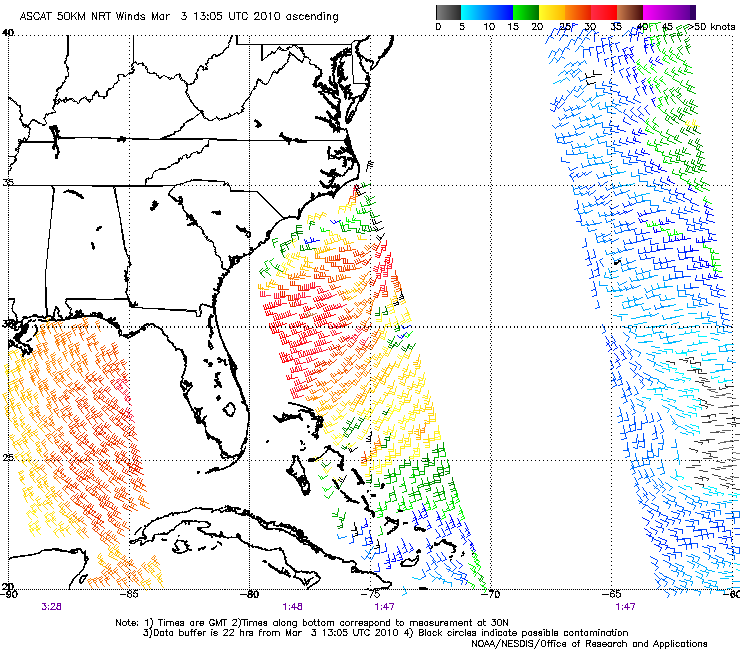 ASCAT 50KM NRT Winds Mar 3 13:05 UTC 2010 ascending
0 5 10 15 20 25 30 35 40 45 >50 knots
40
35
30
25
20
-90 -85 -80 -75 -70 -65 -60
3:28 1:48 1:47 1:47
Note: 1) Times are GMT 2)Times along bottom correspond to measurement at 30N
3)Data buffer is 22 hrs from Mar 3 13:05 UTC 2010 4) Black circles indicate possible contamination
NOAA/NESDIS/Office of Research and Applications